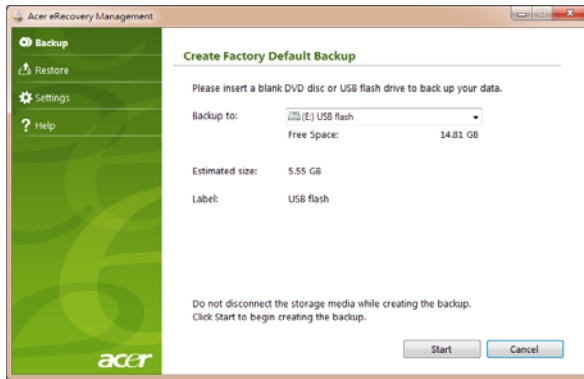 Acer eRecovery Management
Backup
Restore
Settings
Help
Create Factory Default Backup
Please insert a blank DVD disc or USB flash drive to back up your data.
Backup to: (E:) USB flash
Free Space: 14.81 GB
Estimated size: 5.55 GB
Label: USB flash
Do not disconnect the storage media while creating the backup.
Click Start to begin creating the backup.
Start Cancel
acer